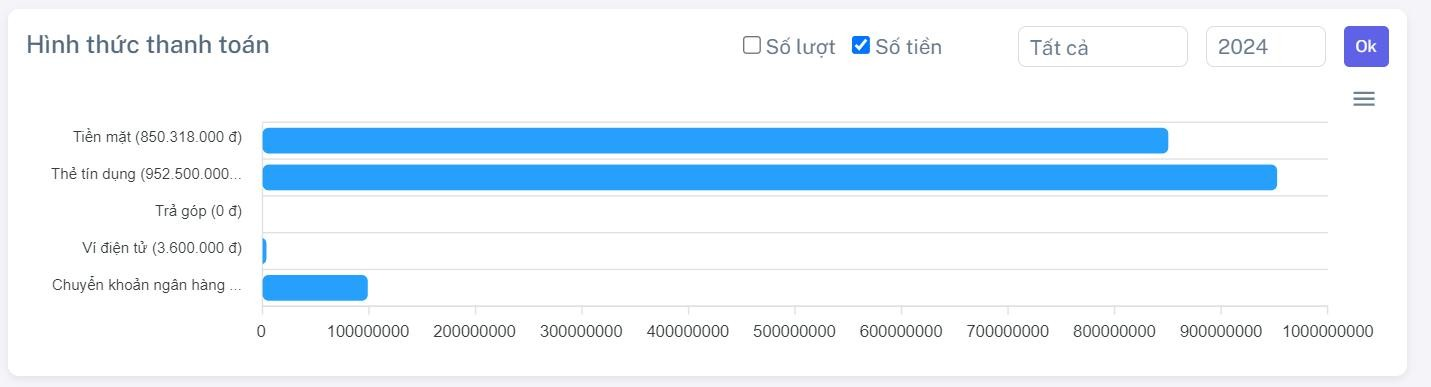 Hình thức thanh toán
Số lượt Số tiền Tất cả 2024 Ok
Tiền mặt (850.318.000 đ)
Thẻ tín dụng (952.500.000...
Trả góp (0 đ)
Ví điện tử (3.600.000 đ)
Chuyển khoản ngân hàng ...
0 100000000 200000000 300000000 400000000 500000000 600000000 700000000 800000000 900000000 1000000000